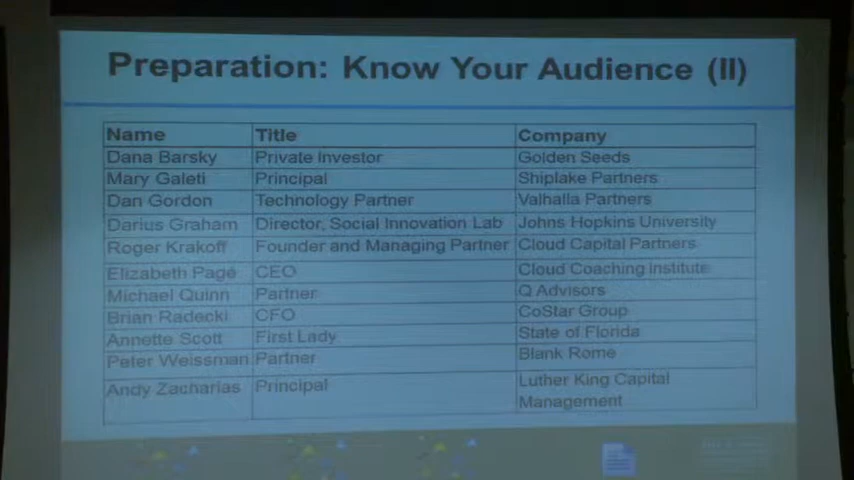 Preparation: Know Your Audience (II)
Name Title Company
Dana Barsky Private Investor Golden Seeds
Mary Galeti Principal Shiplake Partners
Dan Gordon Technology Partner Valhalla Partners
Darius Graham Director, Social Innovation Lab Johns Hopkins University
Roger Krakoff Founder and Managing Partner Cloud Capital Partners
Elizabeth Page CEO Cloud Coaching Institute
Michael Quinn Partner Q Advisors
Brian Radecki CFO CoStar Group
Annette Scott First Lady State of Florida
Peter Weissman Partner Blank Rome
Andy Zacharias Principal Luther King Capital
Management